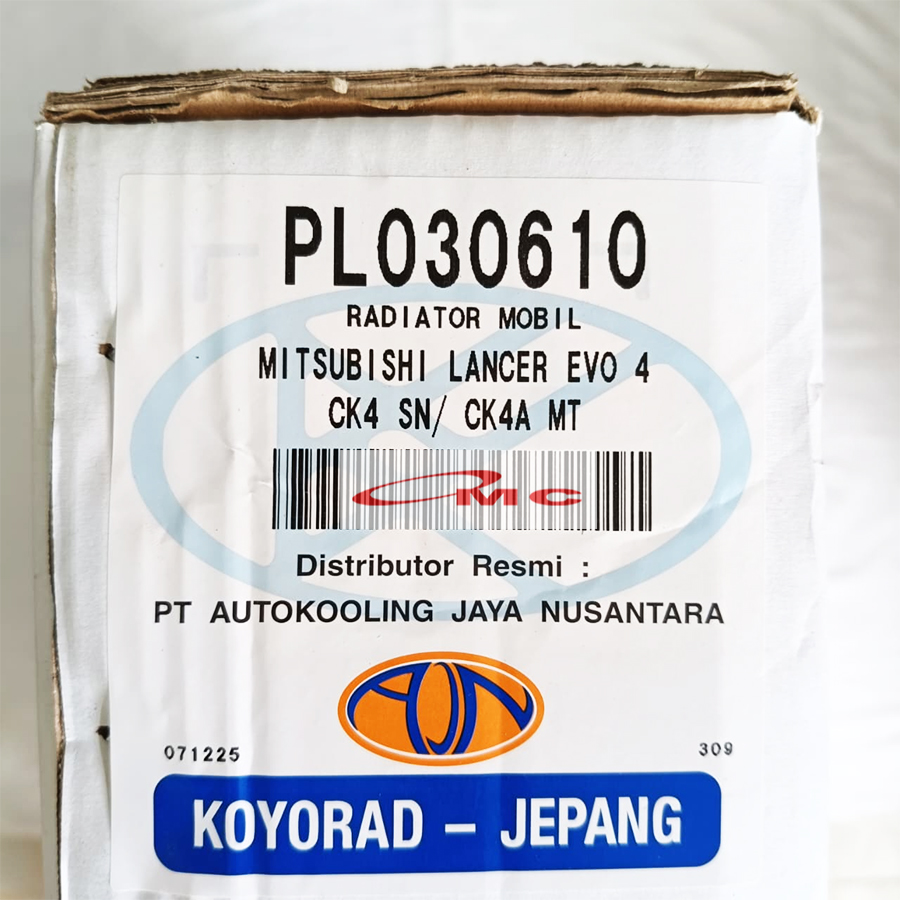 PL030610
RADIATOR MOBIL
MITSUBISHI LANCER EVO 4
CK4 SN/ CK4A MT
CMC
Distributor Resmi :
PT AUTOKOOLING JAYA NUSANTARA
AJN
071225 309
KOYORAD – JEPANG